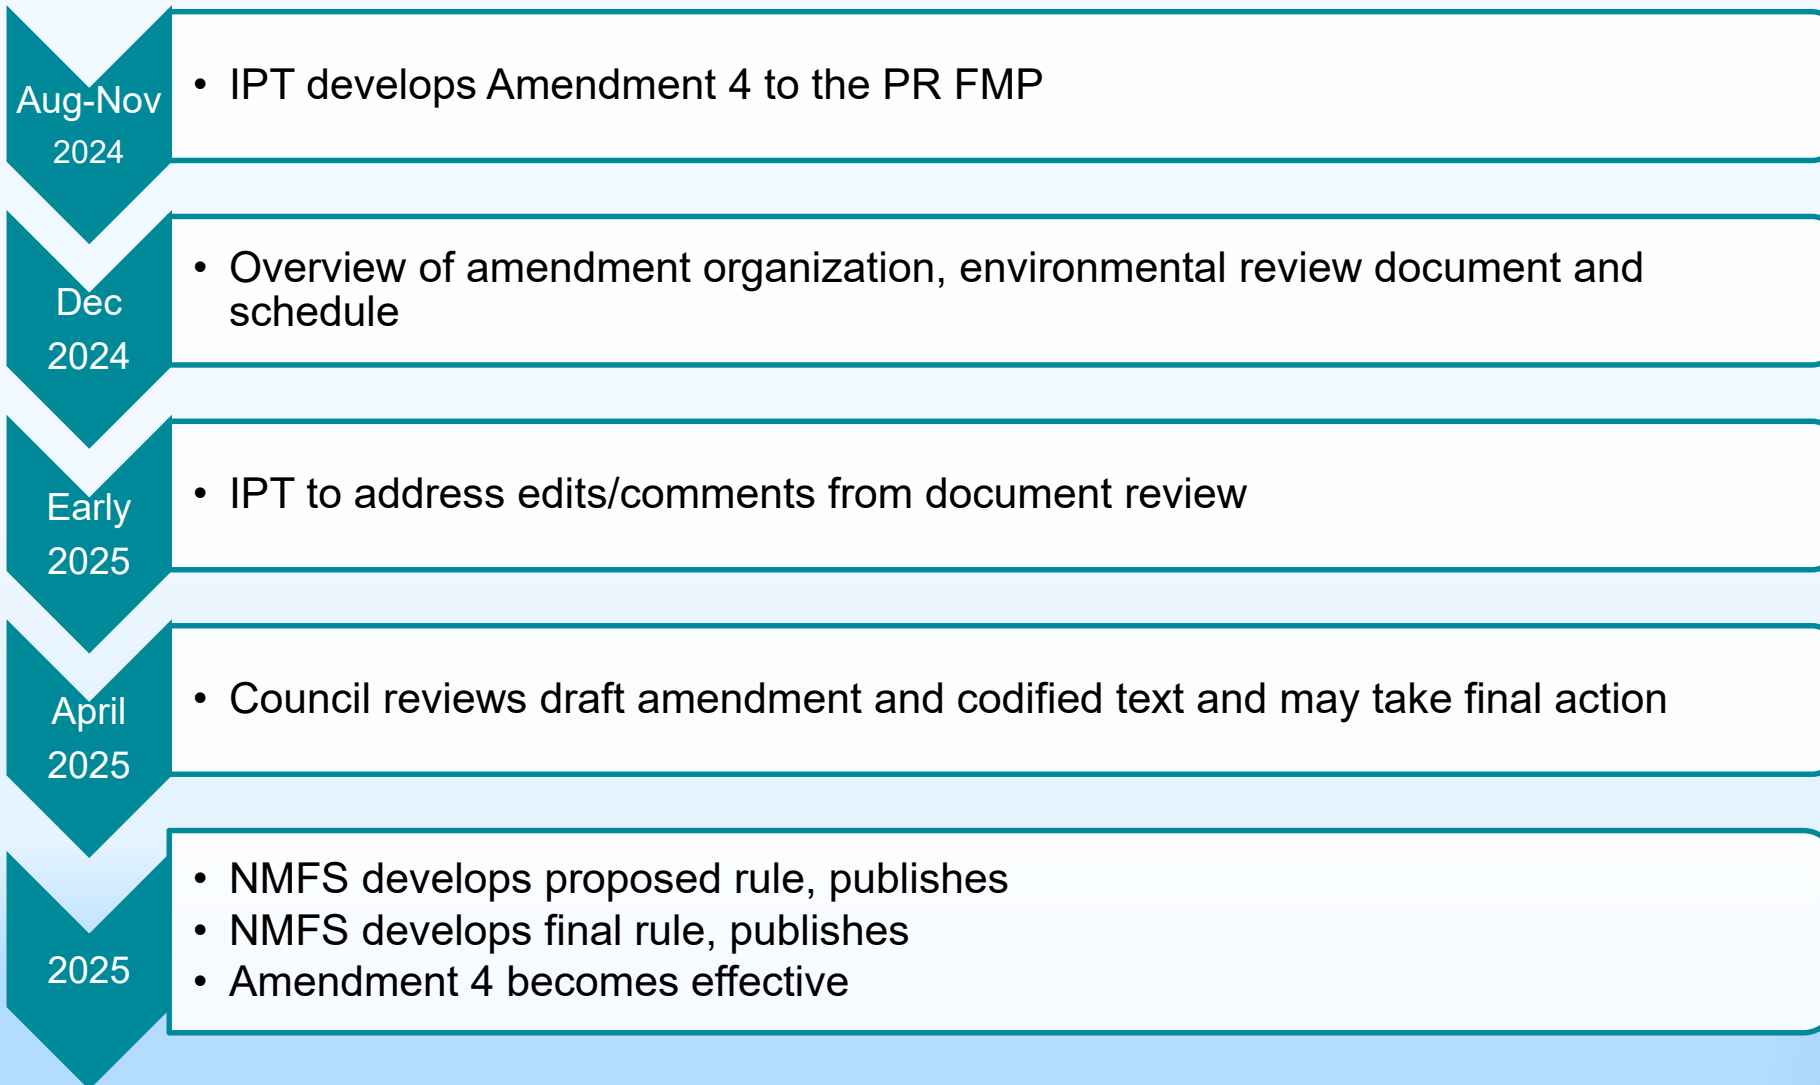 Aug-Nov
2024
• IPT develops Amendment 4 to the PR FMP
Dec
2024
• Overview of amendment organization, environmental review document and
schedule
Early
2025
• IPT to address edits/comments from document review
April
2025
• Council reviews draft amendment and codified text and may take final action
2025
• NMFS develops proposed rule, publishes
• NMFS develops final rule, publishes
• Amendment 4 becomes effective